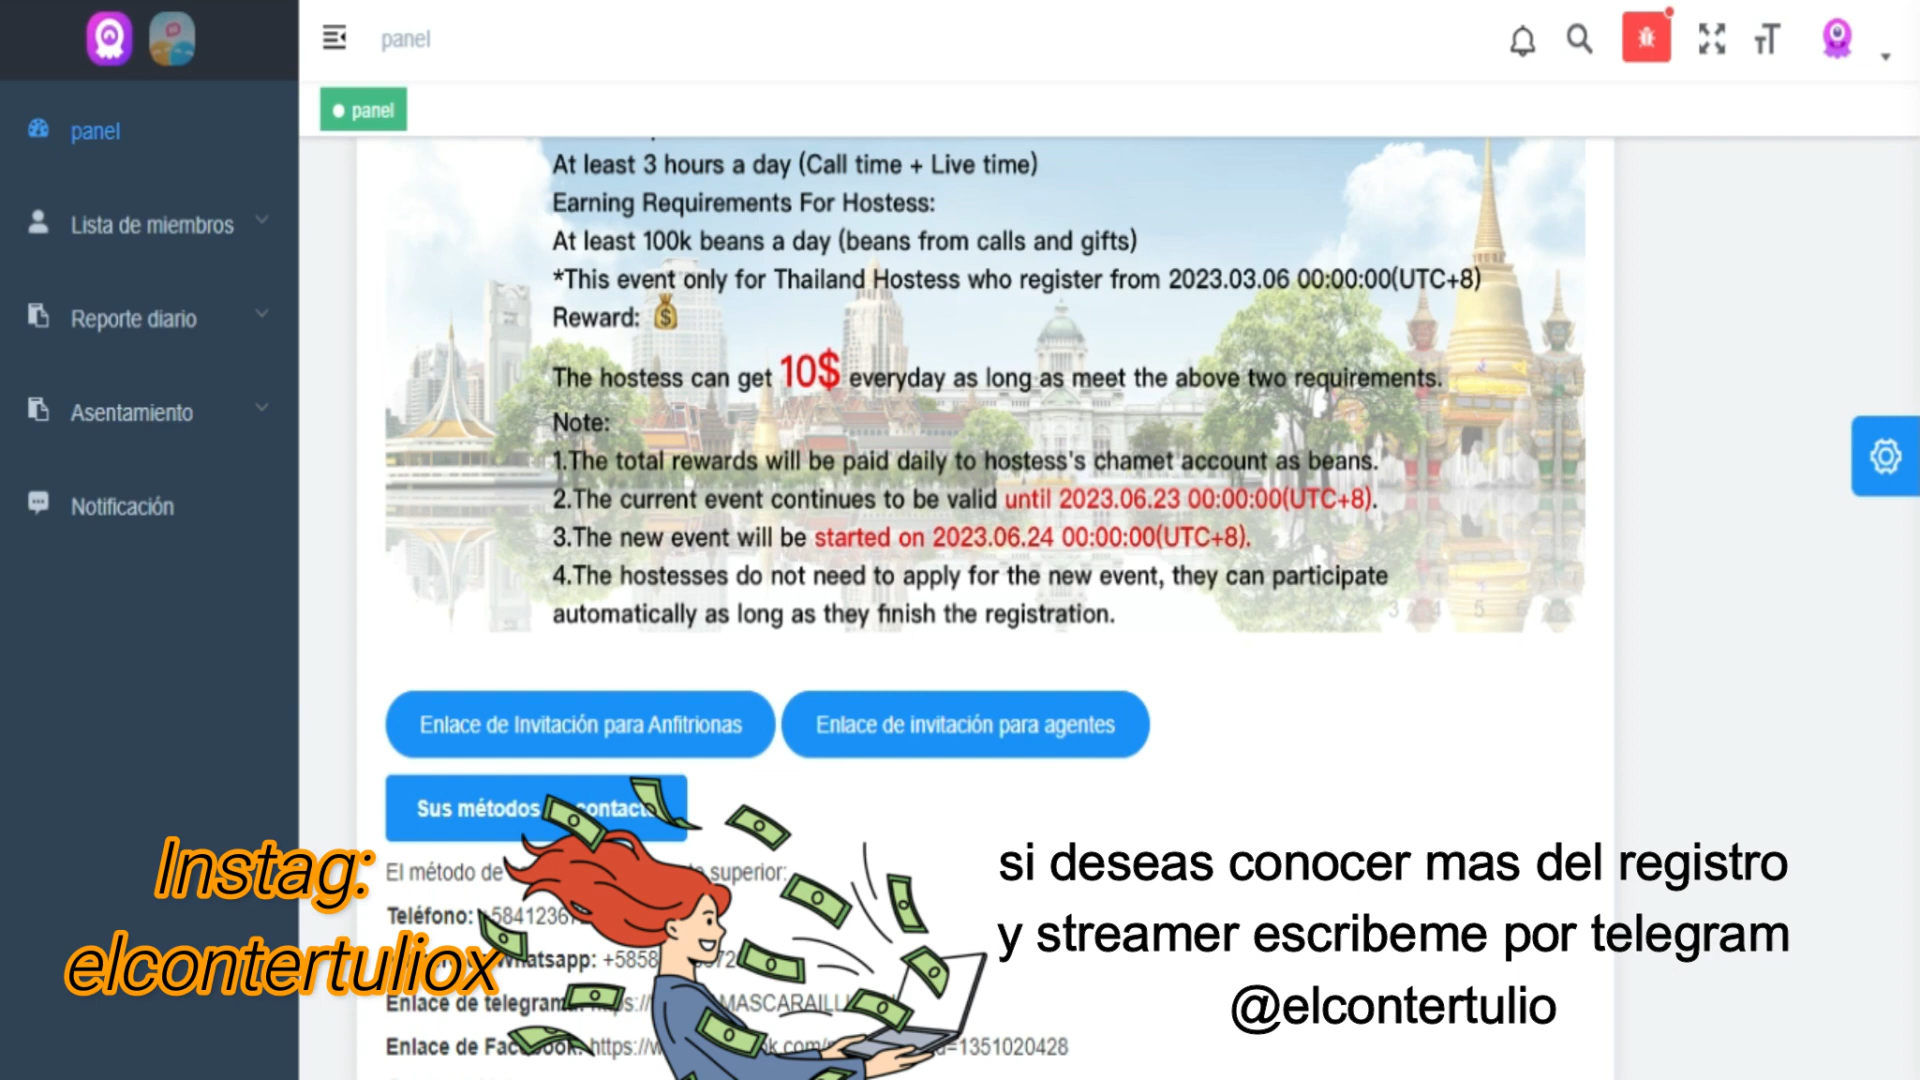 panel
panel
panel
Lista de miembros
Reporte diario
Asentamiento
Notificación
At least 3 hours a day (Call time + Live time)
Earning Requirements For Hostess:
At least 100k beans a day (beans from calls and gifts)
*This event only for Thailand Hostess who register from 2023.03.06 00:00:00(UTC+8)
Reward:
The hostess can get 10$ everyday as long as meet the above two requirements.
Note:
1.The total rewards will be paid daily to hostess's chamet account as beans.
2.The current event continues to be valid until 2023.06.23 00:00:00(UTC+8).
3.The new event will be started on 2023.06.24 00:00:00(UTC+8).
4.The hostesses do not need to apply for the new event, they can participate
automatically as long as they finish the registration.
Enlace de Invitación para Anfitrionas
Enlace de invitación para agentes
Sus métodos contacto
El método de superior:
Teléfono:
Whatsapp:
Enlace de telegram:
Enlace de Facebook: =1351020428
Instag:
elcontertuliox
si deseas conocer mas del registro
y streamer escribeme por telegram
@elcontertulio